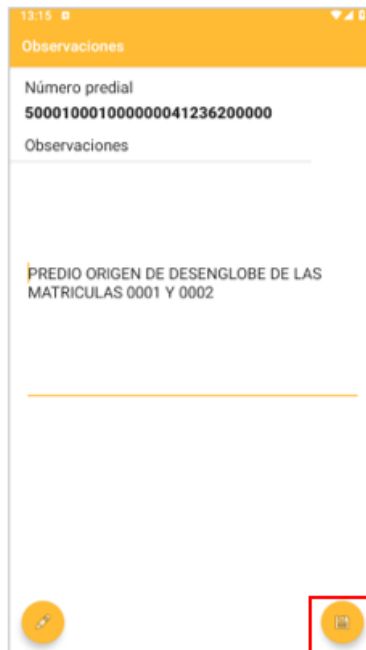 13:15
Observaciones
Número predial
500010001000000041236200000
Observaciones
PREDIO ORIGEN DE DESENGLOBE DE LAS
MATRICULAS 0001 Y 0002